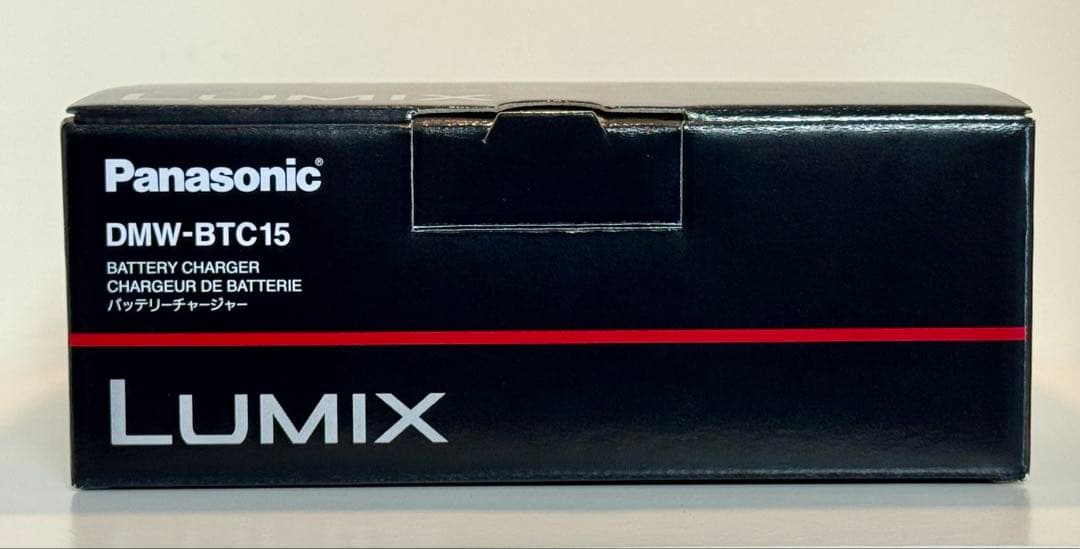 LUMIX
Panasonic®
DMW-BTC15
BATTERY CHARGER
CHARGEUR DE BATTERIE
バッテリーチャージャー
LUMIX